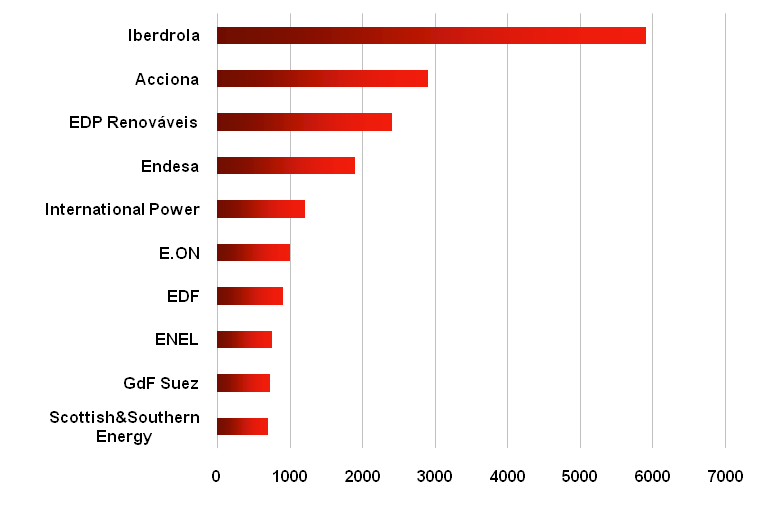 Iberdrola
Acciona
EDP Renováveis
Endesa
International Power
E.ON
EDF
ENEL
GdF Suez
Scottish&Southern
Energy
0 1000 2000 3000 4000 5000 6000 7000